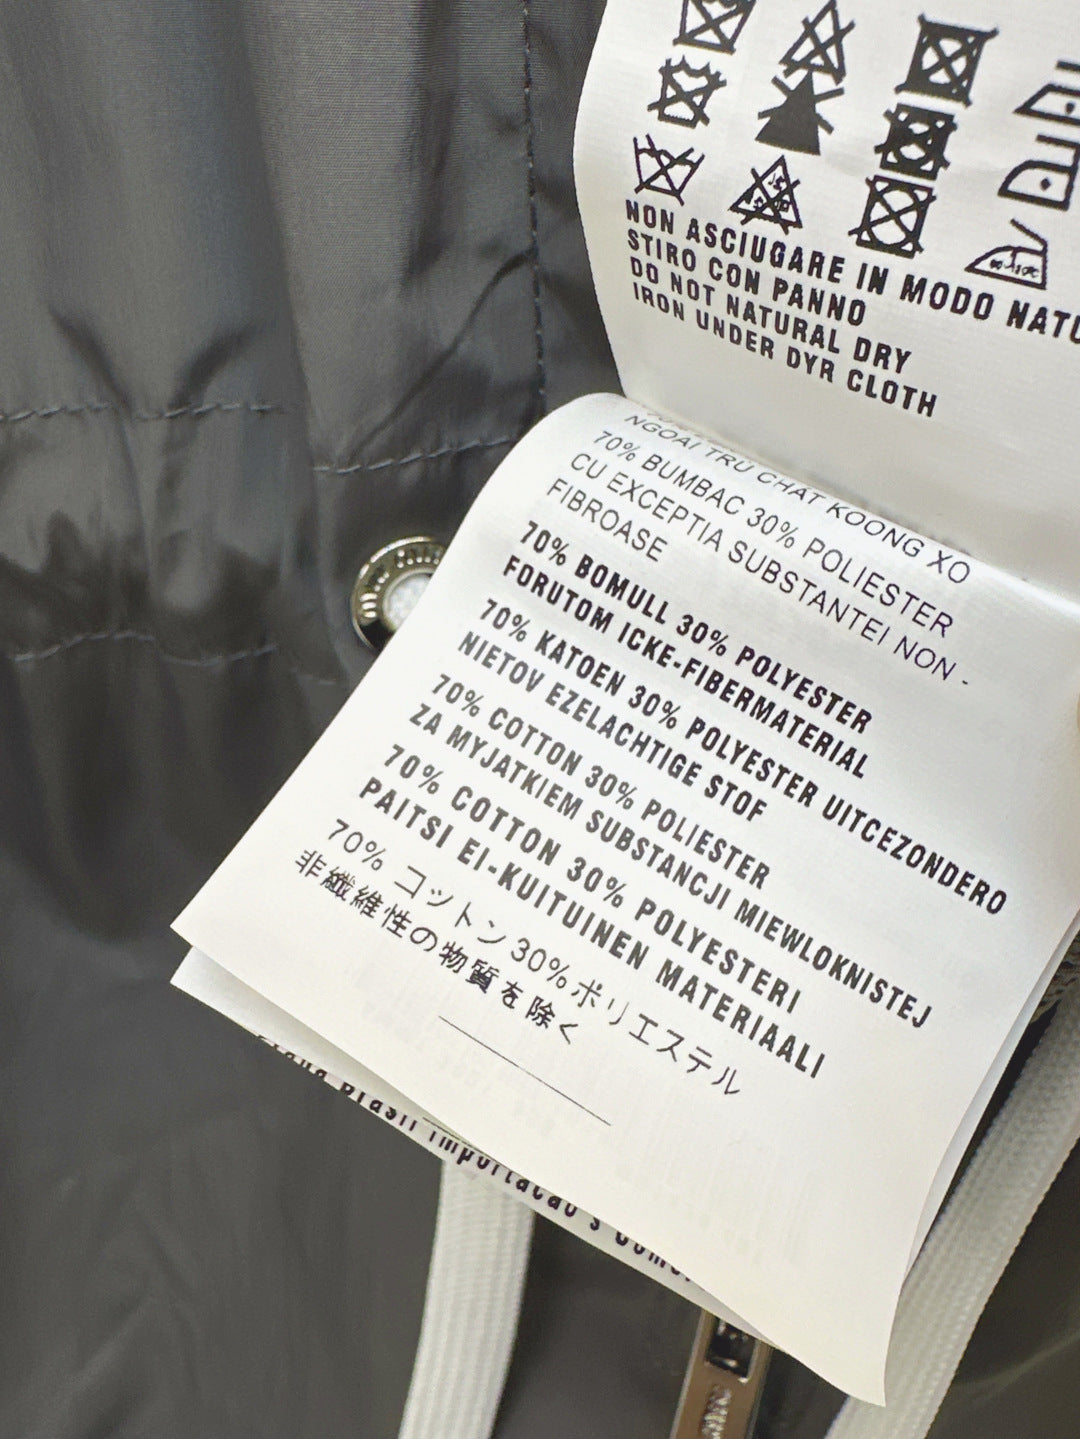 NON ASCIUGARE IN MODO NATU
STIRO CON PANNO
DO NOT NATURAL DRY
IRON UNDER DYR CLOTH
NGOAI TRU CHAT KOONG XO
70% BUMBAC 30% POLIESTER
CU EXCEPTIA SUBSTANTEI NON -
FIBROASE
70% BOMULL 30% POLYESTER
FORUTOM ICKE-FIBERMATERIAL
70% KATOEN 30% POLYESTER UITCEZONDERO
NIETOV EZELACHTIGE STOF
70% COTTON 30% POLIESTER
ZA MYJATKIEM SUBSTANCJI MIEWLOKNISTEJ
70% COTTON 30% POLYESTERI
PAITSI EI-KUITUINEN MATERIAALI
70% コットン 30%ポリエステル
非繊維性の物質を除く
Brasil Importacao